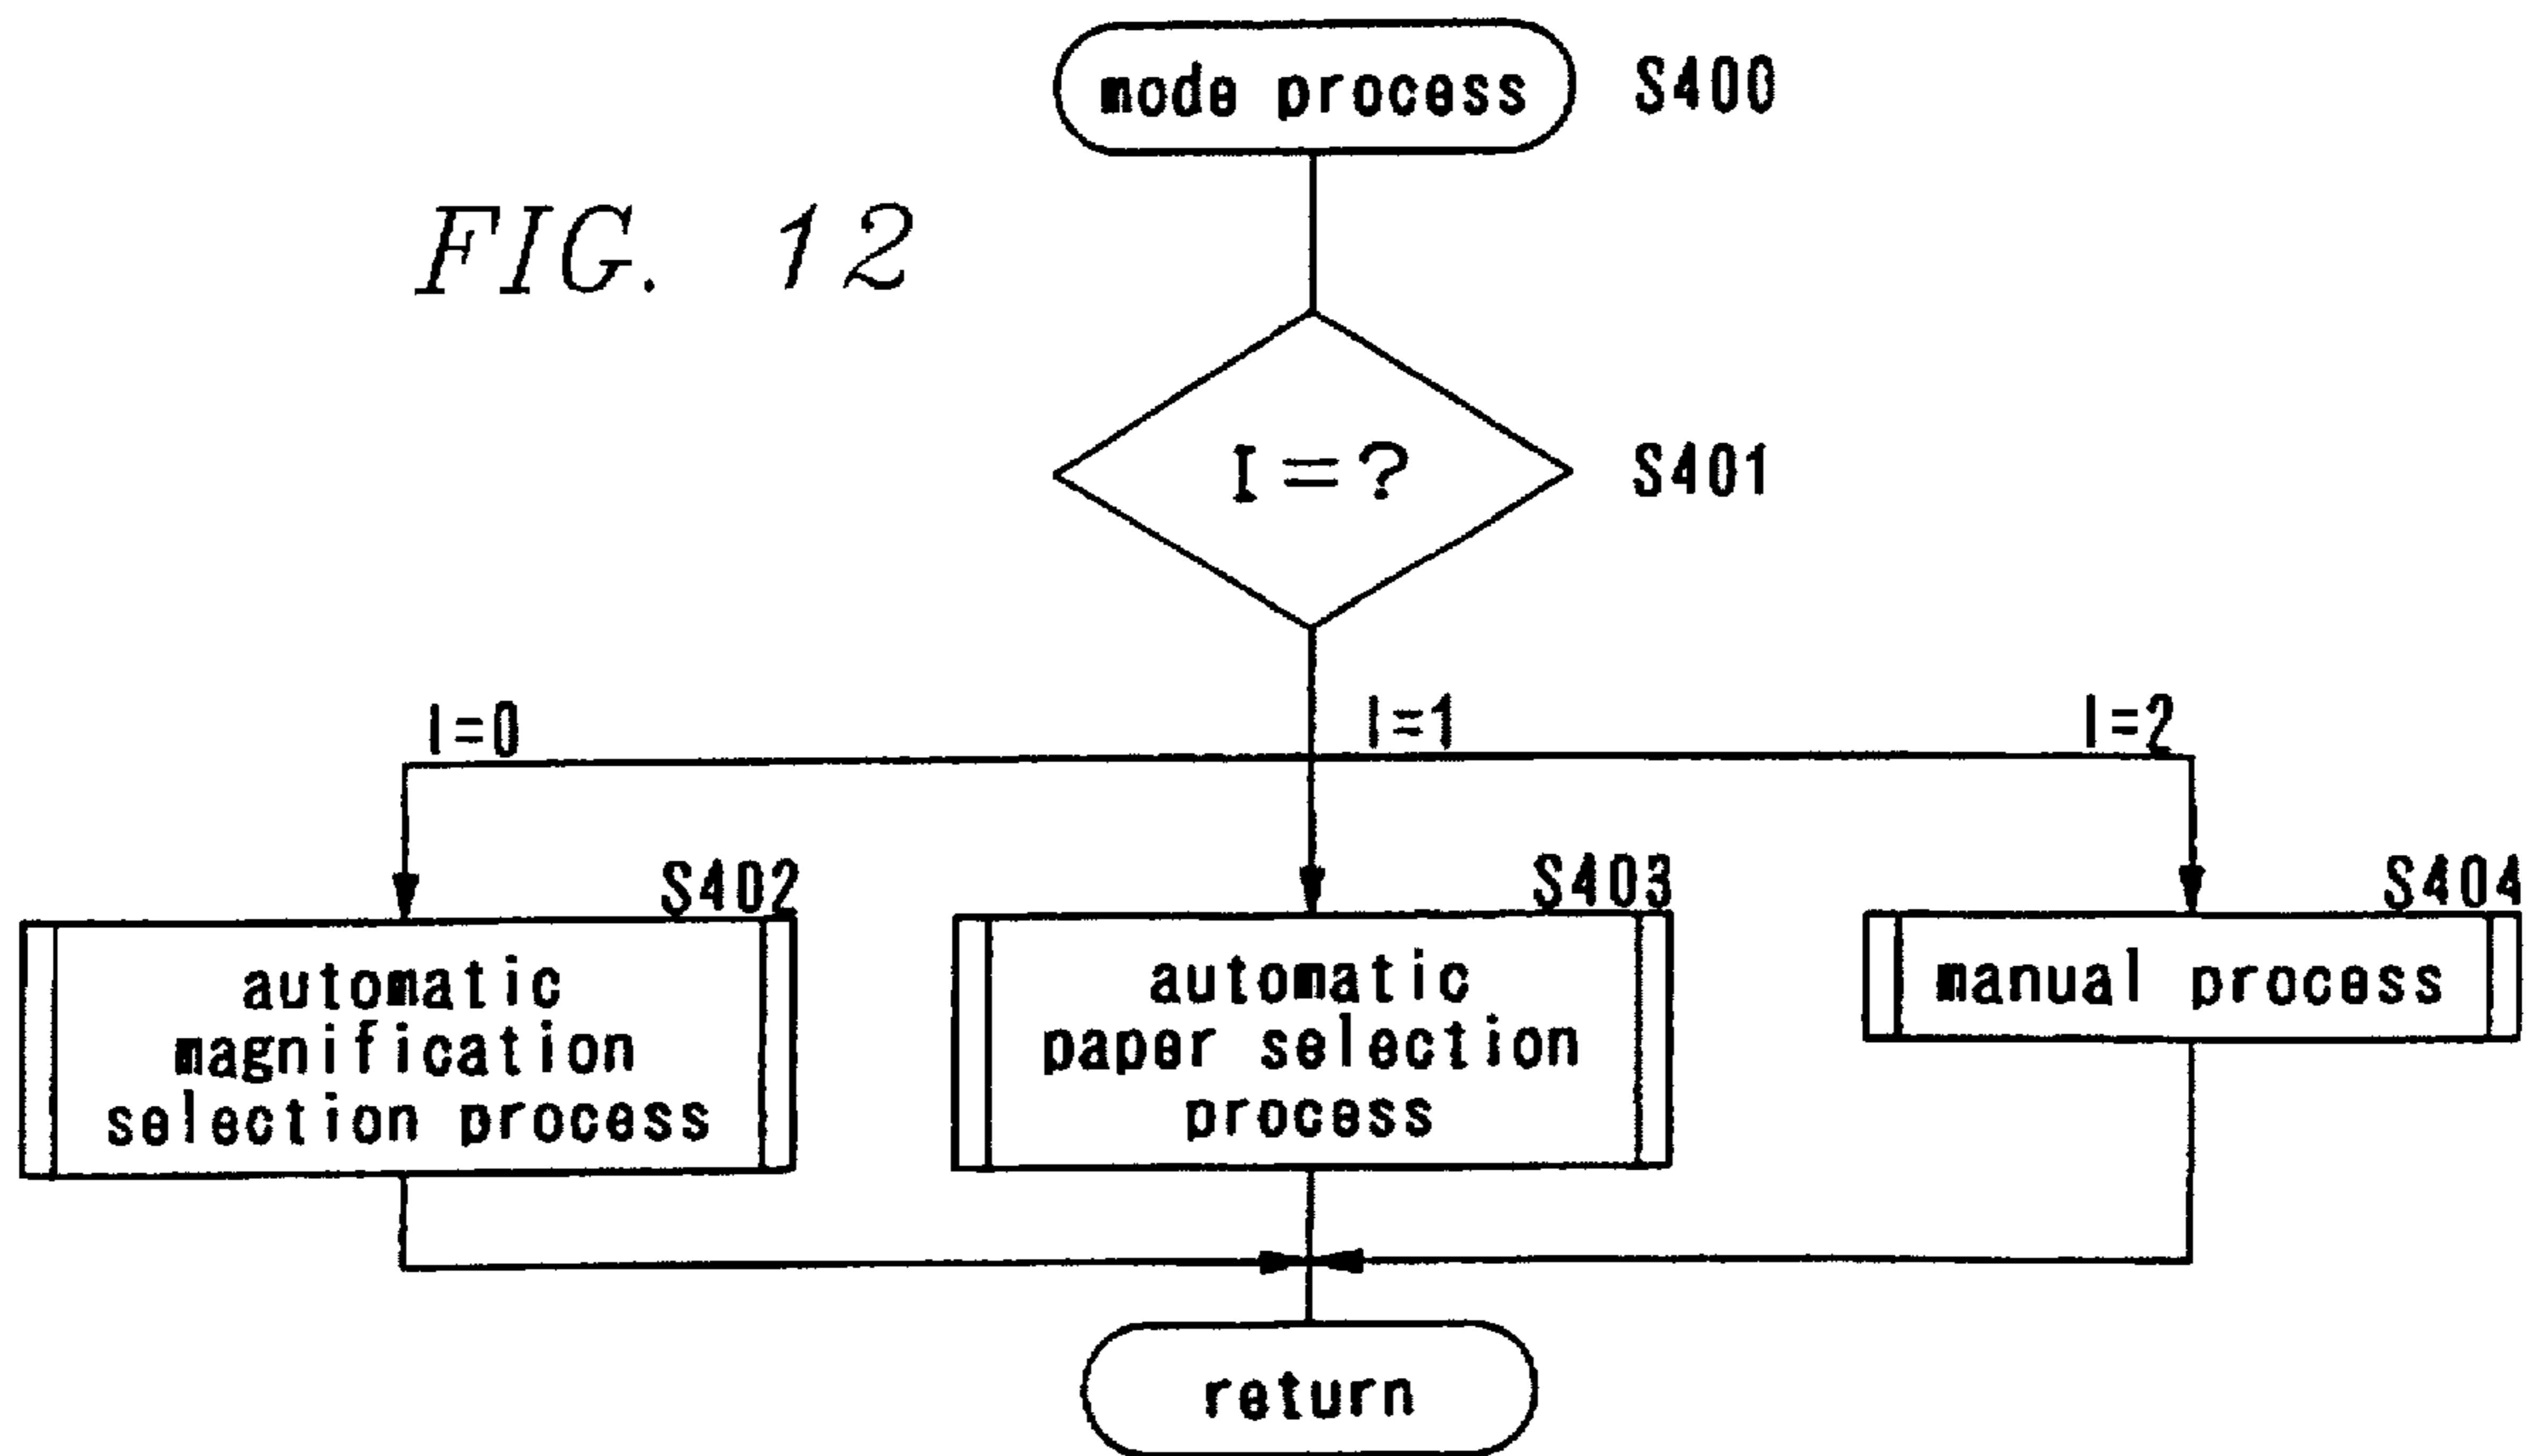 mode process S400
FIG. 12
I=? S401
I=0 I=1 I=2
S402 S403 S404
automatic
magnification
selection process
automatic
paper selection
process
manual process
return